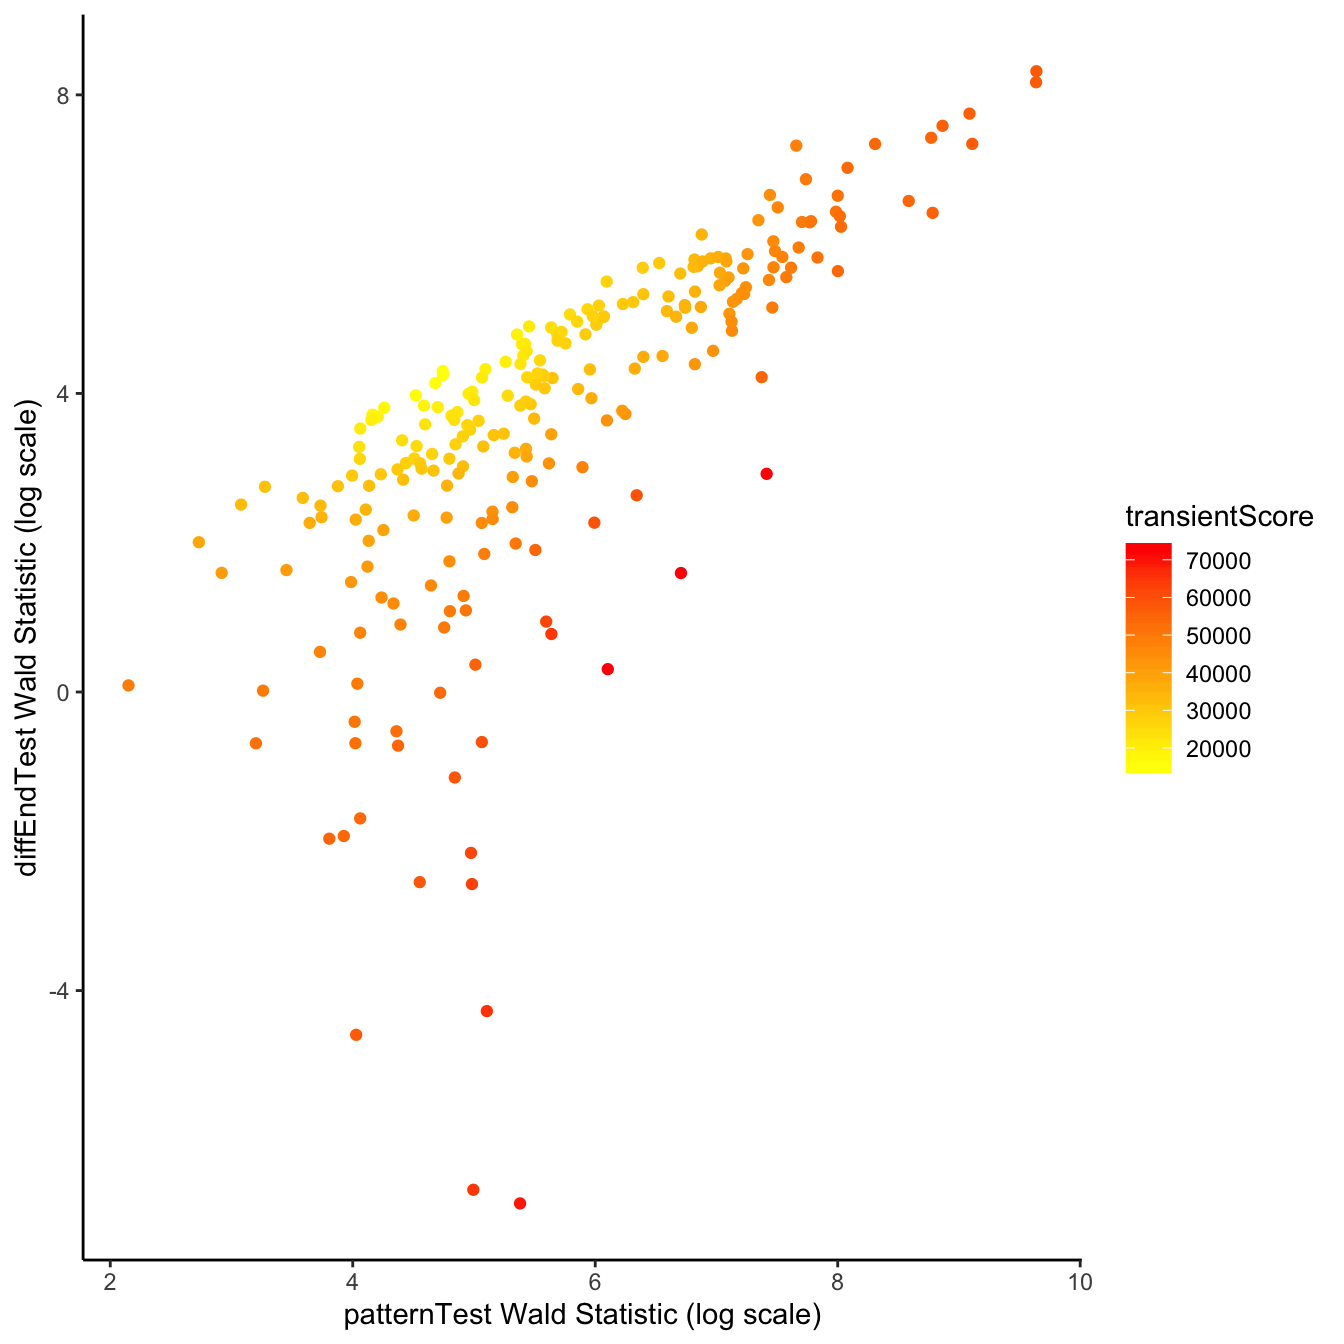 diffEndTest Wald Statistic (log scale)
8
4
0
-4
2 4 6 8 10
patternTest Wald Statistic (log scale)
transientScore
70000
60000
50000
40000
30000
20000